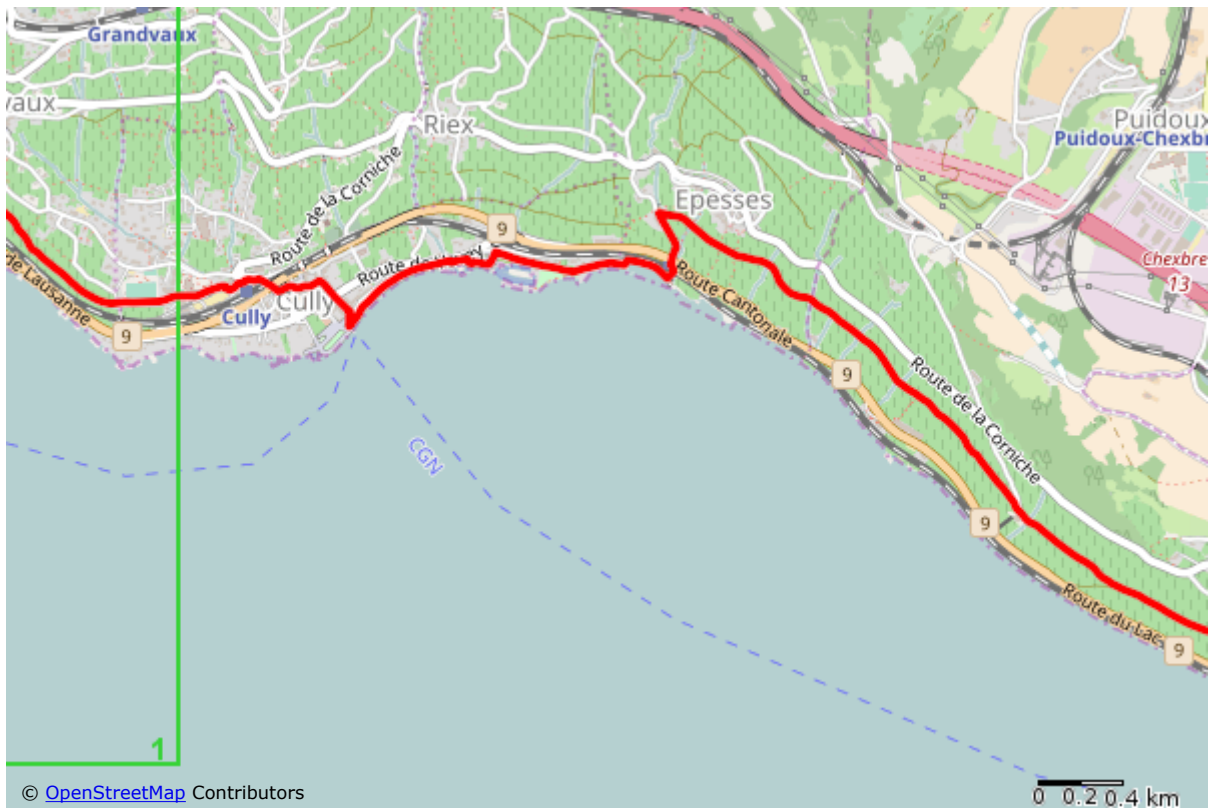 Grandvaux
vaux
Riex
Puidoux
Puidoux-Chexbr
Epesses
Route de la Corniche
9
Chexbre
13
de Lausanne
Cully
Cully
Route Cantonale
9
9
Route de la Corniche
CGN
9
Route du Lac
9
1
© OpenStreetMap Contributors
0 0.2 0.4 km